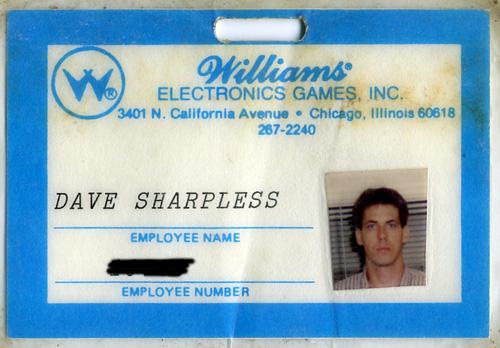 Williams®
W®
ELECTRONICS GAMES, INC.
3401 N. California Avenue • Chicago, Illinois 60618
267-2240
DAVE SHARPLESS
EMPLOYEE NAME
EMPLOYEE NUMBER